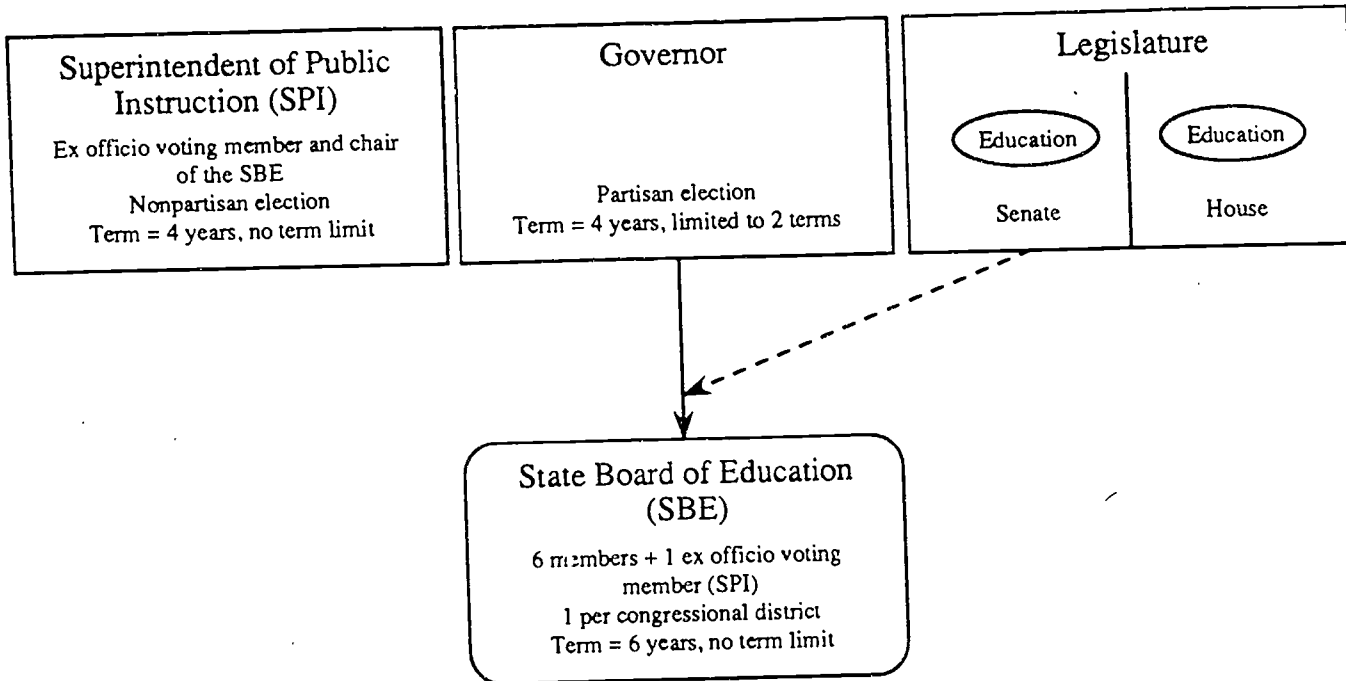 Superintendent of Public
Instruction (SPI)
Ex officio voting member and chair
of the SBE
Nonpartisan election
Term = 4 years, no term limit
Governor
Partisan election
Term = 4 years, limited to 2 terms
Legislature
Education
Senate
Education
House
State Board of Education
(SBE)
6 members + 1 ex officio voting
member (SPI)
1 per congressional district
Term = 6 years, no term limit